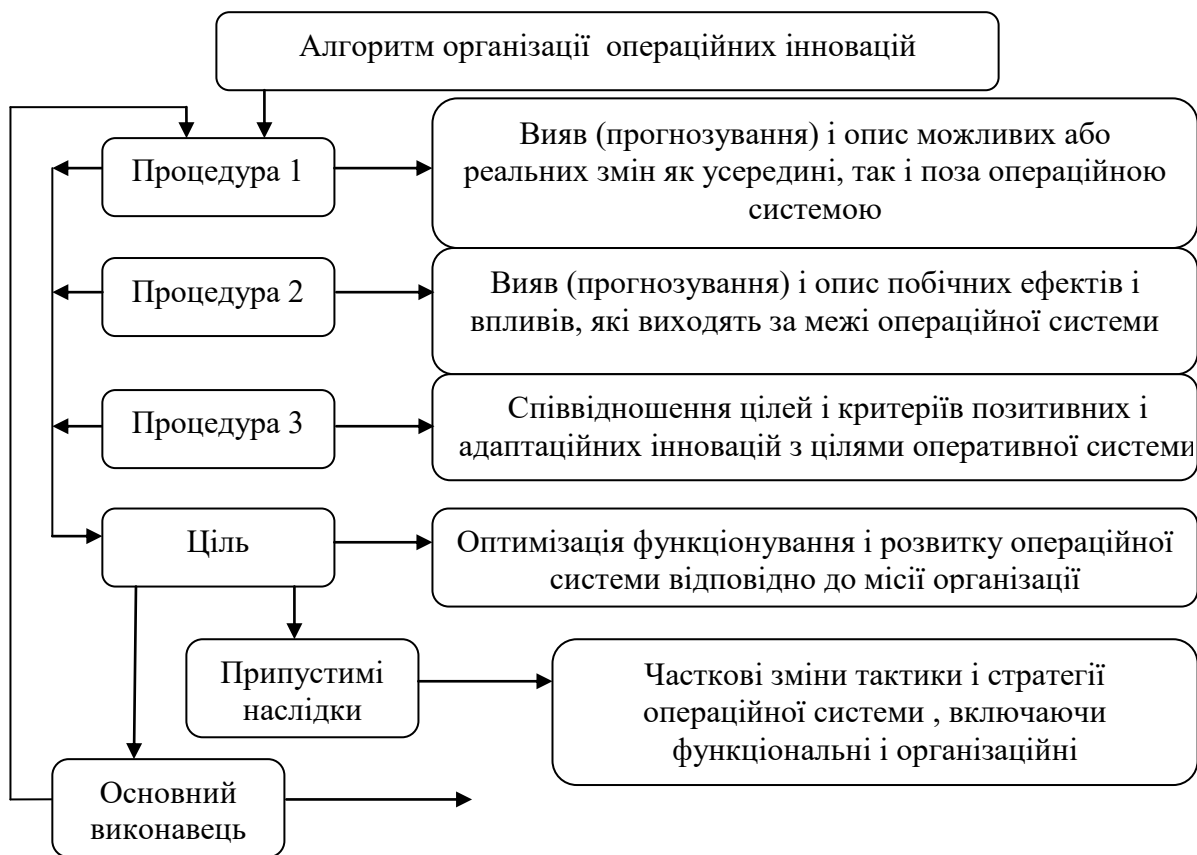 Алгоритм організації  операційних інновацій
Процедура 1
Вияв (прогнозування) і опис можливих або
реальних змін як усередині, так і поза операційною
системою
Процедура 2
Вияв (прогнозування) і опис побічних ефектів і
впливів, які виходять за межі операційної системи
Процедура 3
Співвідношення цілей і критеріїв позитивних і
адаптаційних інновацій з цілями оперативної системи
Ціль
Оптимізація функціонування і розвитку операційної
системи відповідно до місії організації
Припустимі
наслідки
Часткові зміни тактики і стратегії
операційної системи , включаючи
функціональні і організаційні
Основний
виконавець